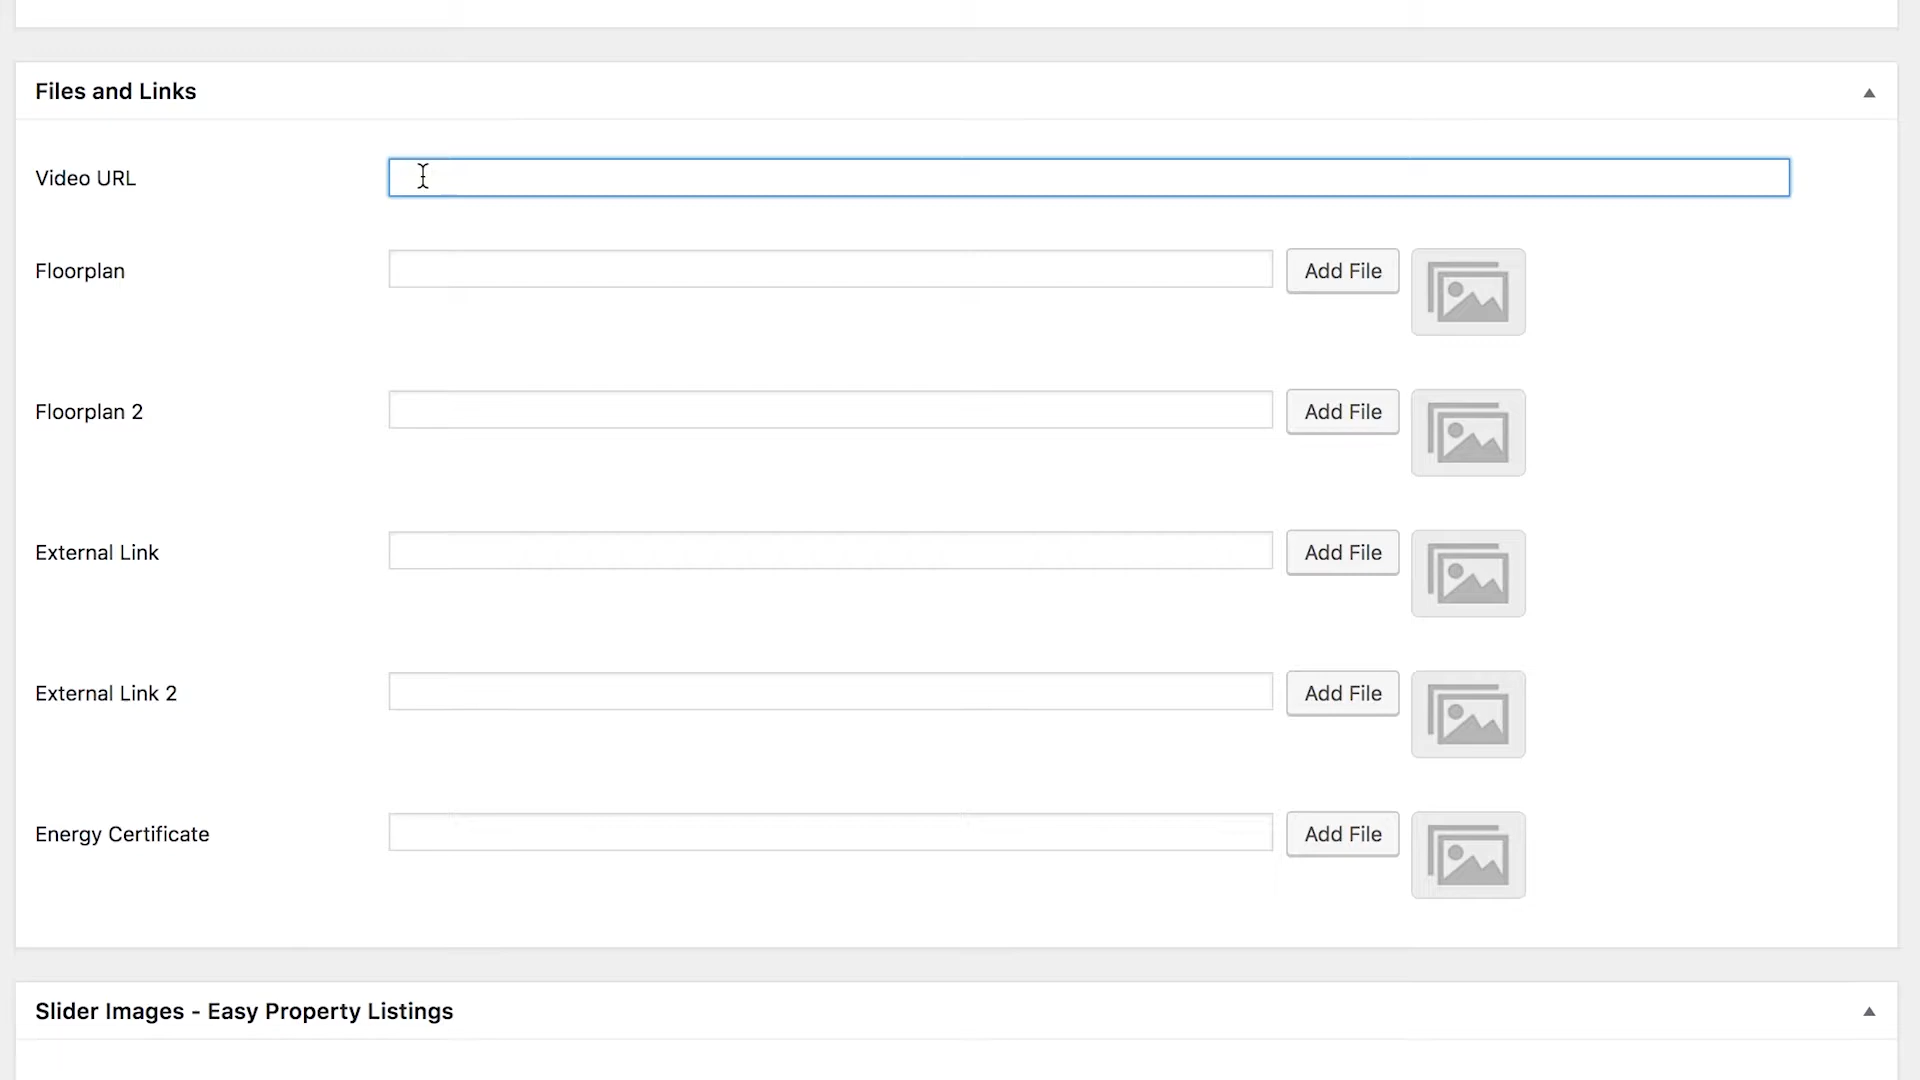 Files and Links
Video URL
Floorplan
Add File
Floorplan 2
Add File
External Link
Add File
External Link 2
Add File
Energy Certificate
Add File
Slider Images - Easy Property Listings